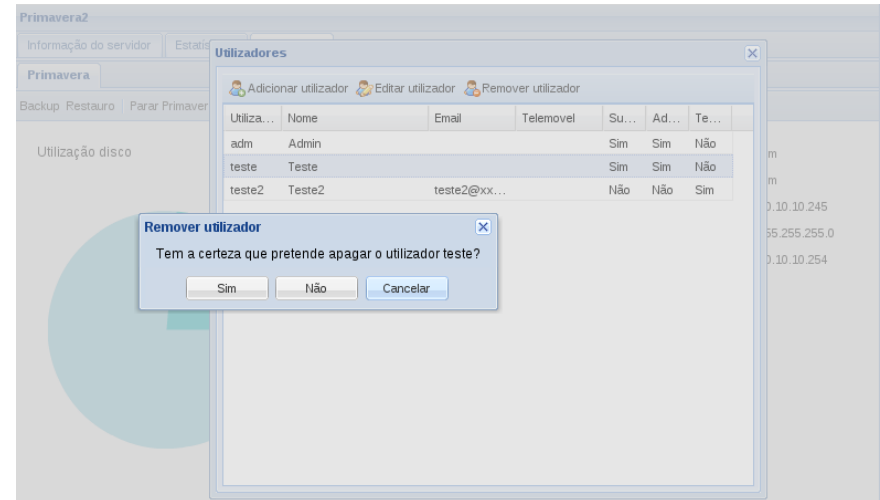 Primavera2
Informação do servidor Estatís
Utilizadores
Primavera
Adicionar utilizador Editar utilizador Remover utilizador
Backup Restauro Parar Primaver
Utiliza... Nome Email Telemovel Su... Ad... Te...
Utilização disco
adm Admin Sim Sim Não
teste Teste Sim Sim Não
teste2 Teste2 teste2@xx... Não Não Sim
m
m
0.10.10.245
55.255.255.0
0.10.10.254
Remover utilizador
Tem a certeza que pretende apagar o utilizador teste?
Sim Não Cancelar